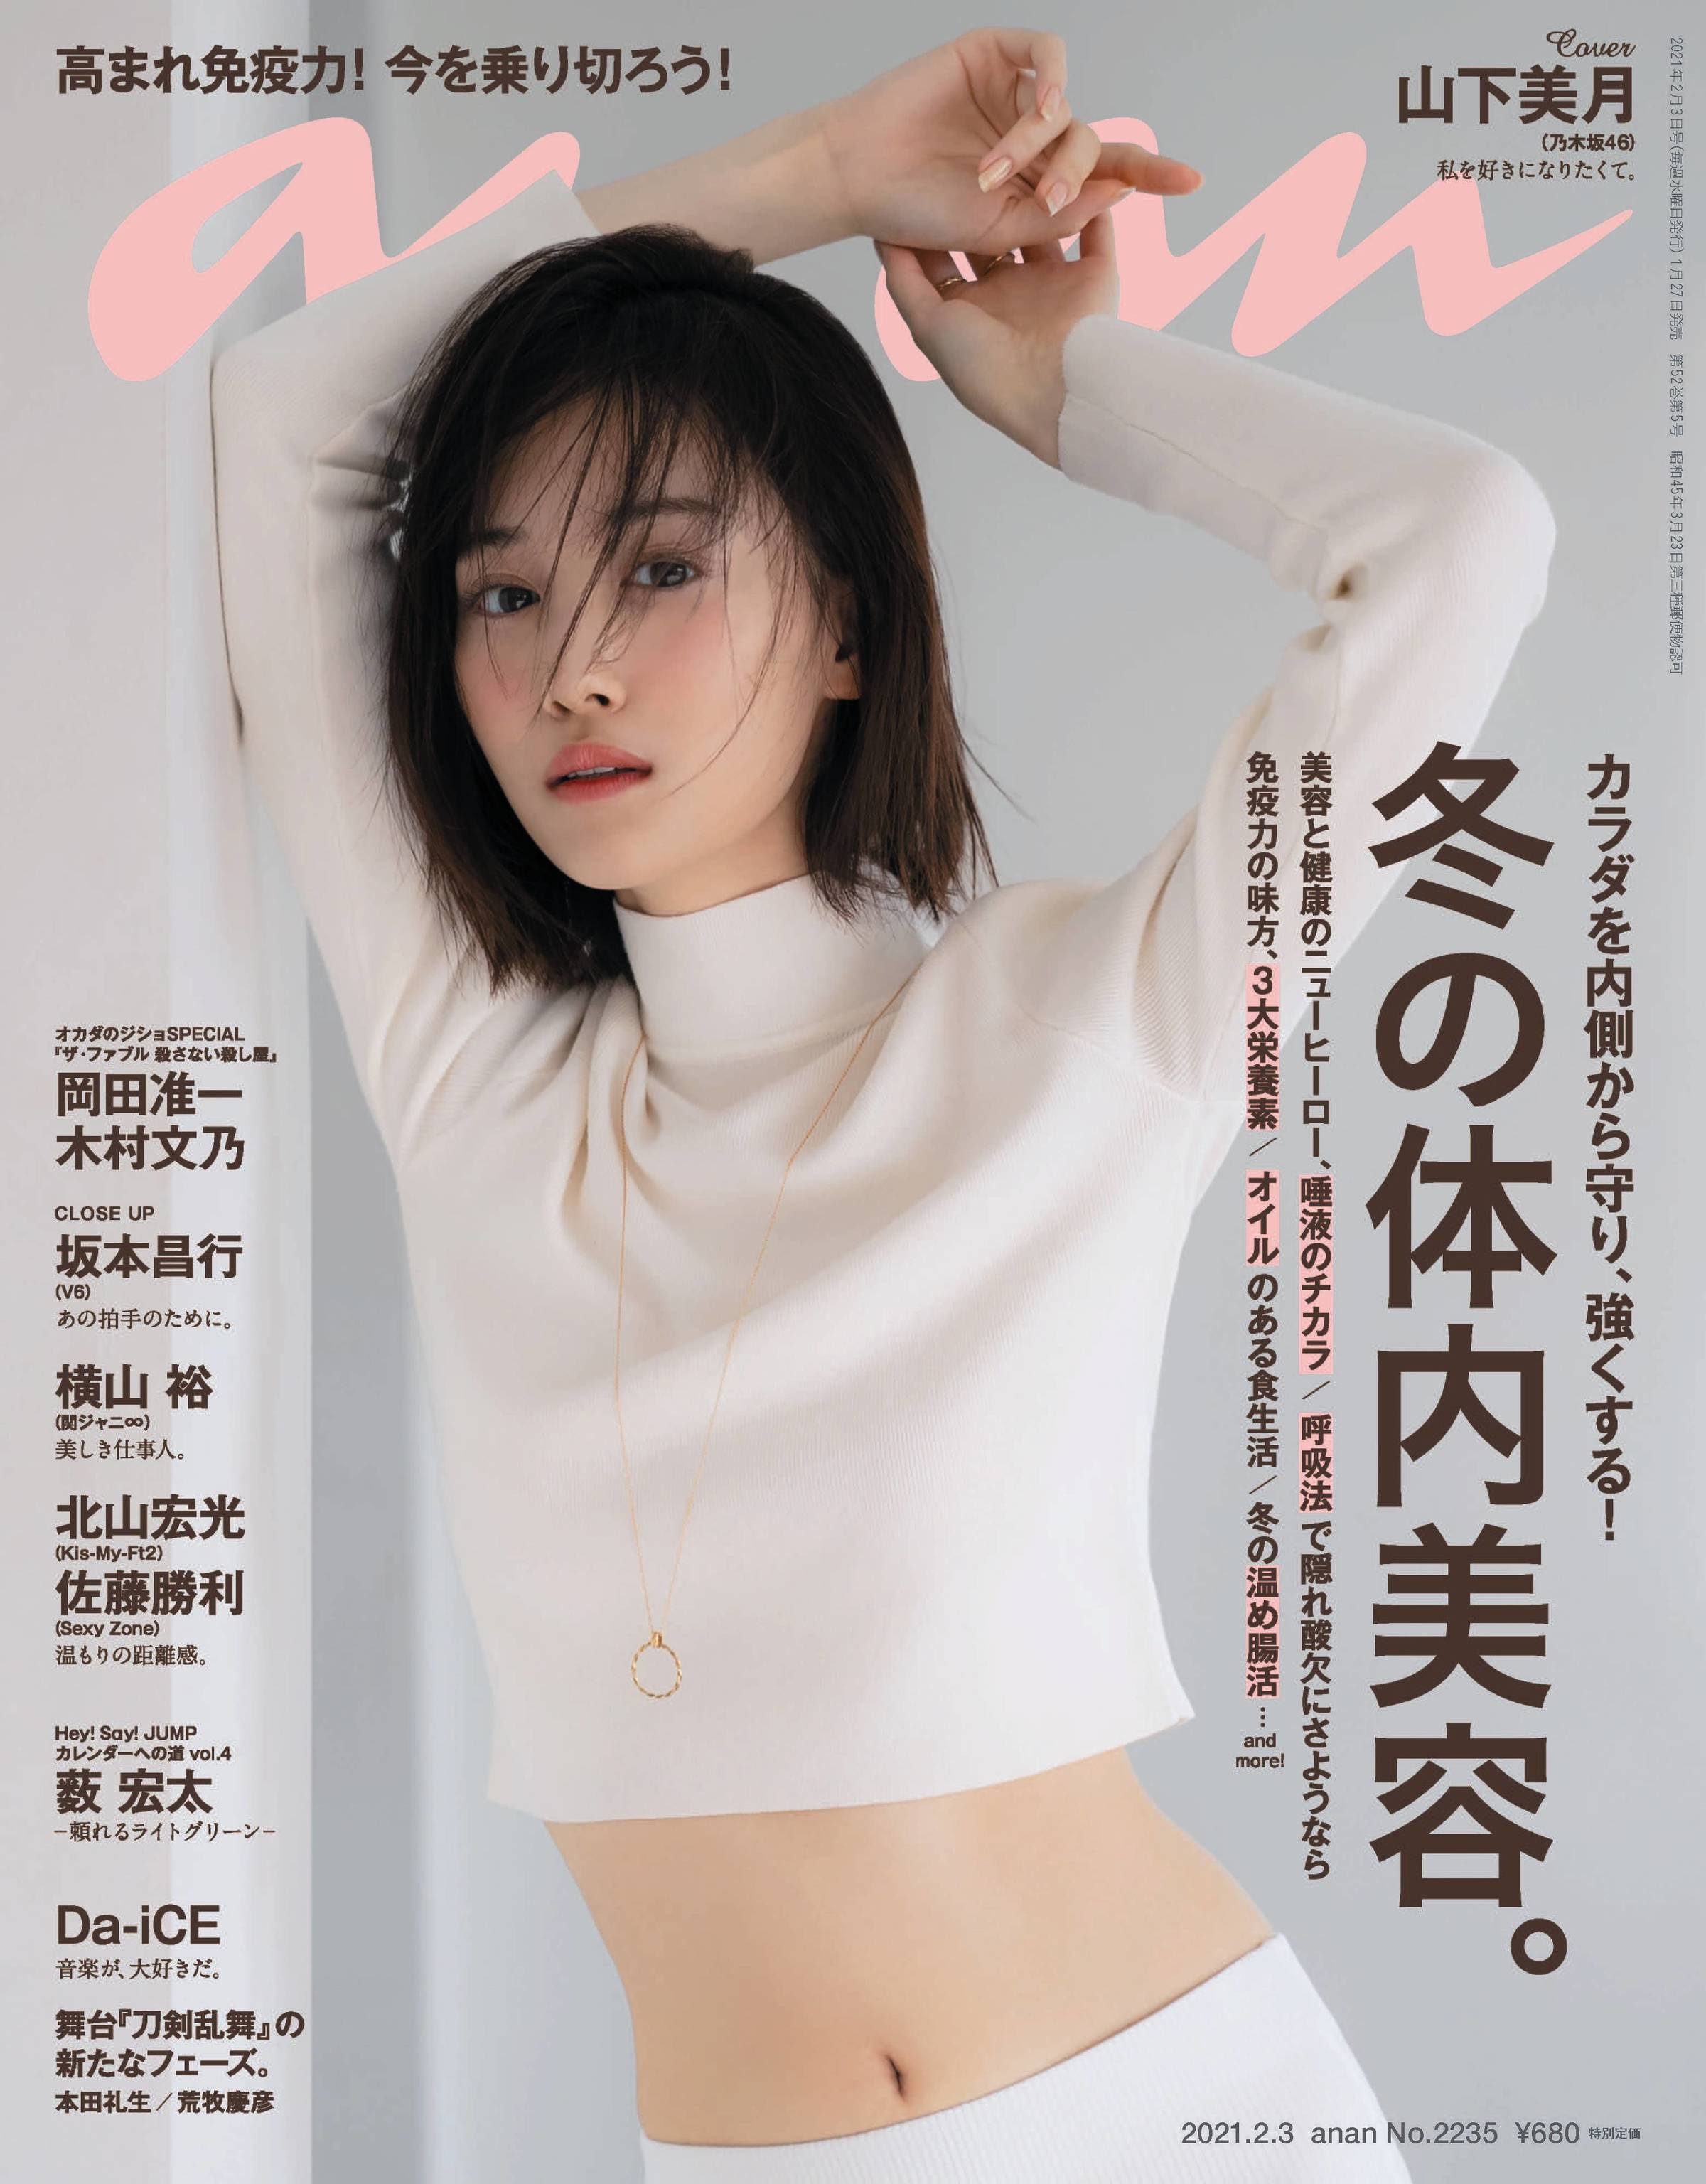 高まれ免疫力! 今を乗り切ろう!
anan
Cover
山下美月
(乃木坂46)
私を好きになりたくて。
2021年2月3日号(毎週水曜日発行) 1月27日発売 第52巻第5号 昭和45年3月23日第三種郵便物認可
カラダを内側から守り、強くする!
冬の体内美容。
美容と健康のニューヒーロー、唾液のチカラ／呼吸法で隠れ酸欠にさようなら
免疫力の味方、3大栄養素／オイルのある食生活／冬の温め腸活…and more!
オカダのジショSPECIAL
『ザ・ファブル 殺さない殺し屋』
岡田准一
木村文乃
CLOSE UP
坂本昌行
(V6)
あの拍手のために。
横山 裕
(関ジャニ∞)
美しき仕事人。
北山宏光
(Kis-My-Ft2)
佐藤勝利
(Sexy Zone)
温もりの距離感。
Hey! Say! JUMP
カレンダーへの道 vol.4
薮 宏太
−頼れるライトグリーン−
Da-iCE
音楽が、大好きだ。
舞台『刀剣乱舞』の
新たなフェーズ。
本田礼生／荒牧慶彦
2021.2.3 anan No.2235 ¥680 特別定価